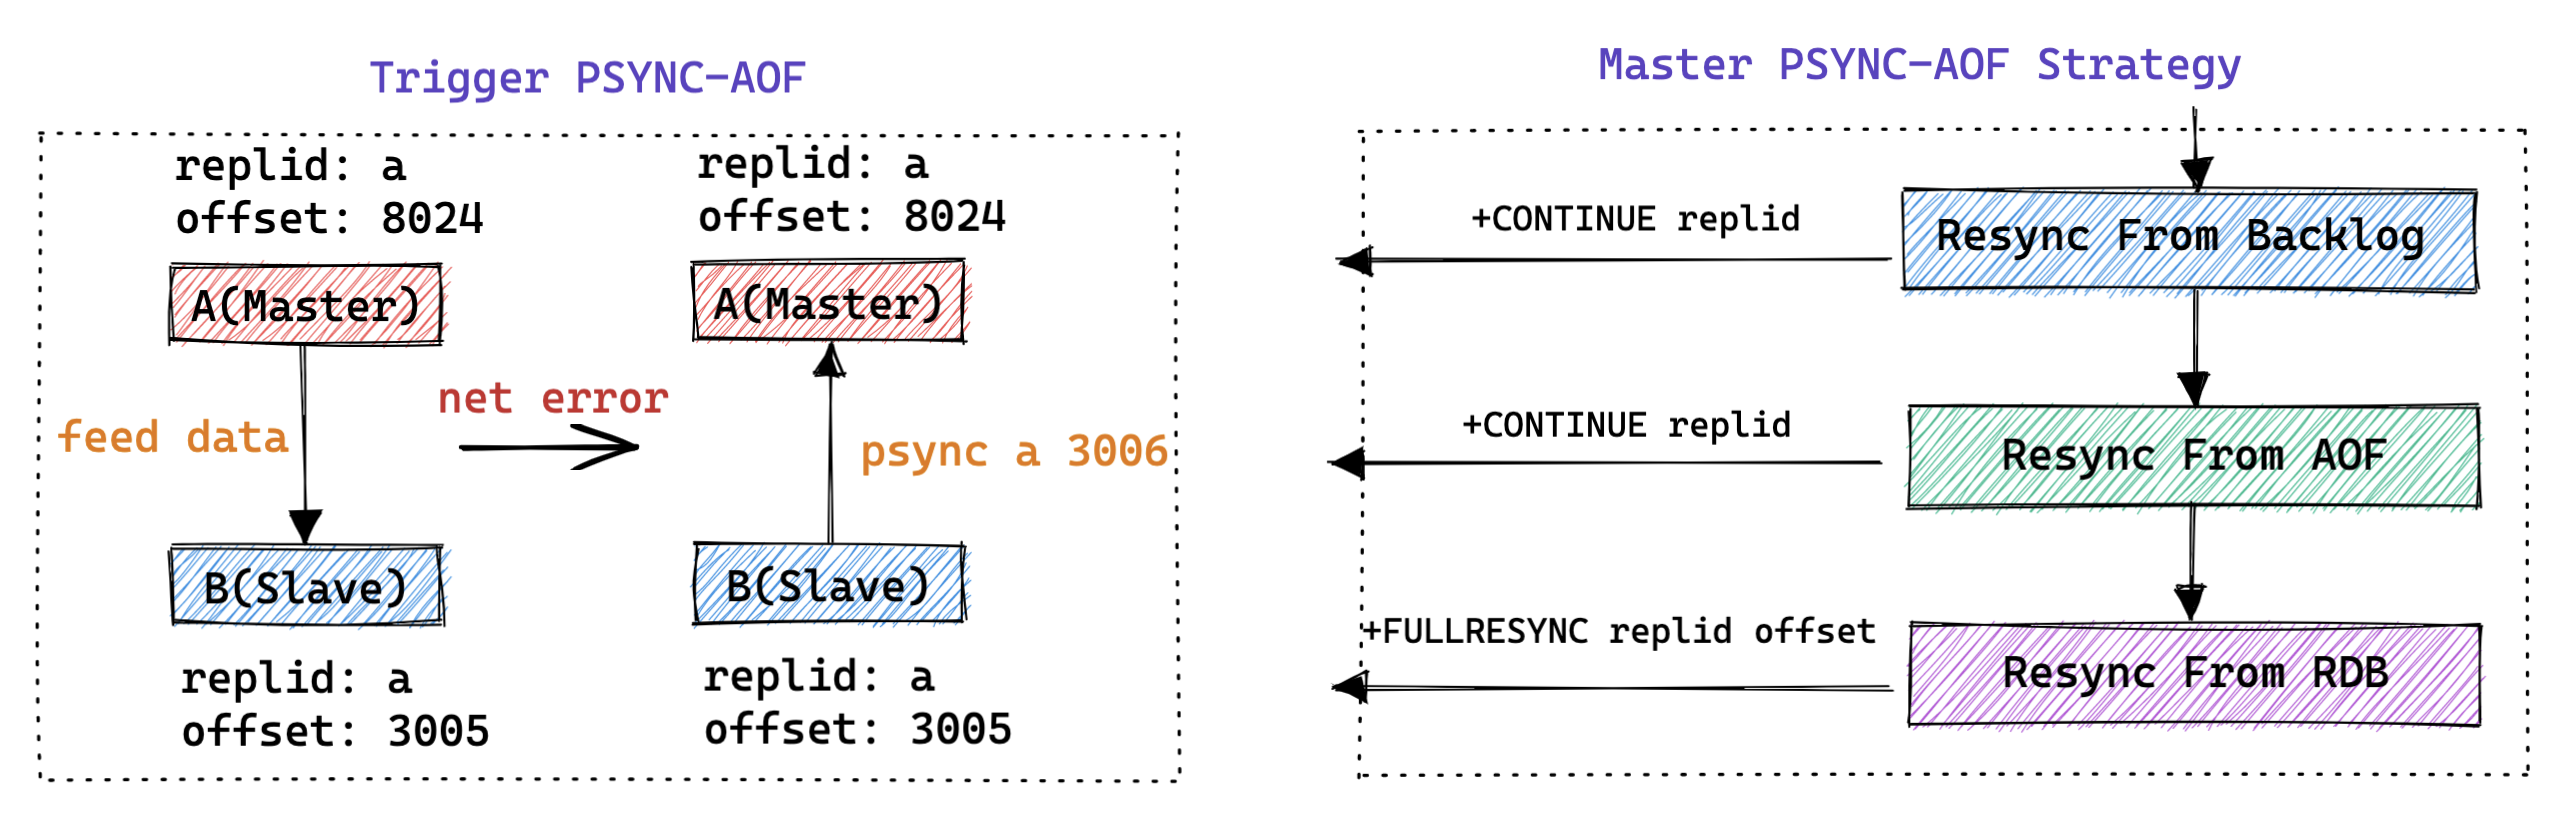 Trigger PSYNC-AOF
replid: a
offset: 8024
A(Master)
feed data
B(Slave)
replid: a
offset: 3005
net error
replid: a
offset: 8024
A(Master)
psync a 3006
B(Slave)
replid: a
offset: 3005
Master PSYNC-AOF Strategy
+CONTINUE replid
Resync From Backlog
+CONTINUE replid
Resync From AOF
+FULLRESYNC replid offset
Resync From RDB